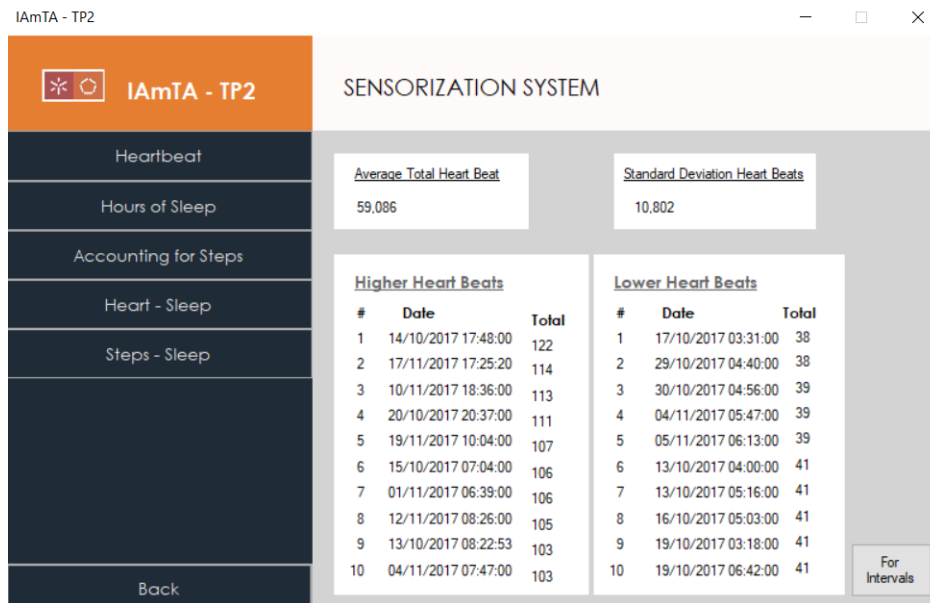 IAmTA - TP2
IAmTA - TP2
SENSORIZATION SYSTEM
Heartbeat
Hours of Sleep
Accounting for Steps
Heart - Sleep
Steps - Sleep
Back
Average Total Heart Beat
59,086
Standard Deviation Heart Beats
10,802
Higher Heart Beats
# Date Total
1 14/10/2017 17:48:00 122
2 17/11/2017 17:25:20 114
3 10/11/2017 18:36:00 113
4 20/10/2017 20:37:00 111
5 19/11/2017 10:04:00 107
6 15/10/2017 07:04:00 106
7 01/11/2017 06:39:00 106
8 12/11/2017 08:26:00 105
9 13/10/2017 08:22:53 103
10 04/11/2017 07:47:00 103
Lower Heart Beats
# Date Total
1 17/10/2017 03:31:00 38
2 29/10/2017 04:40:00 38
3 30/10/2017 04:56:00 39
4 04/11/2017 05:47:00 39
5 05/11/2017 06:13:00 39
6 13/10/2017 04:00:00 41
7 13/10/2017 05:16:00 41
8 16/10/2017 05:03:00 41
9 19/10/2017 03:18:00 41
10 19/10/2017 06:42:00 41
For
Intervals